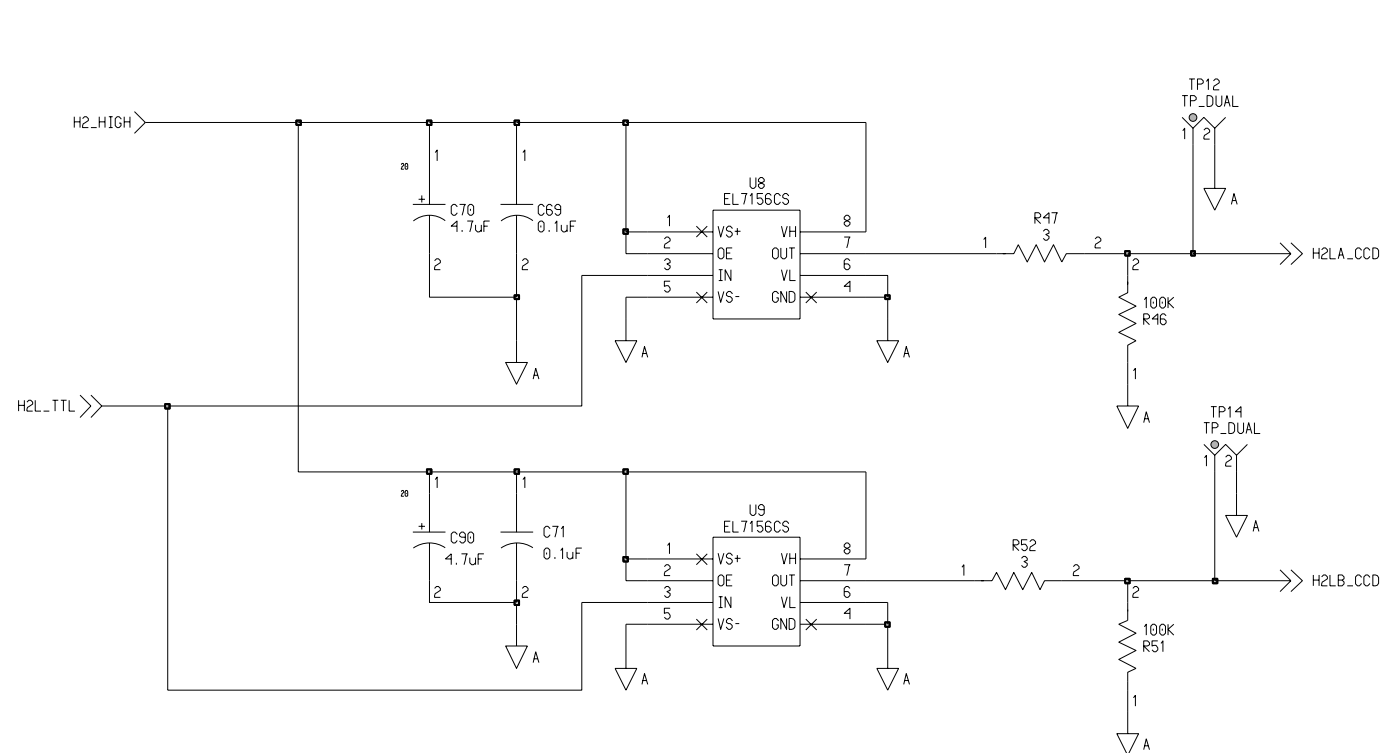 TP12
TP_DUAL
H2_HIGH
1 2
1 1
20
A
U8
EL7156CS
+ C70 C69
4.7uF 0.1uF
R47
3
1 VS+ VH 8
2 OE OUT 7 1 2 H2LA_CCD
2
2 2 3 IN VL 6
5 VS- GND 4
100K
R46
A A
A
1
H2L_TTL
TP14
TP_DUAL
A
1 2
1 1
20
U9
EL7156CS
A
+ C90 C71
4.7uF 0.1uF
R52
3
1 VS+ VH 8
2 OE OUT 7 1 2 H2LB_CCD
2 2 3 IN VL 6 2
5 VS- GND 4
100K
R51
A
A A
1
A